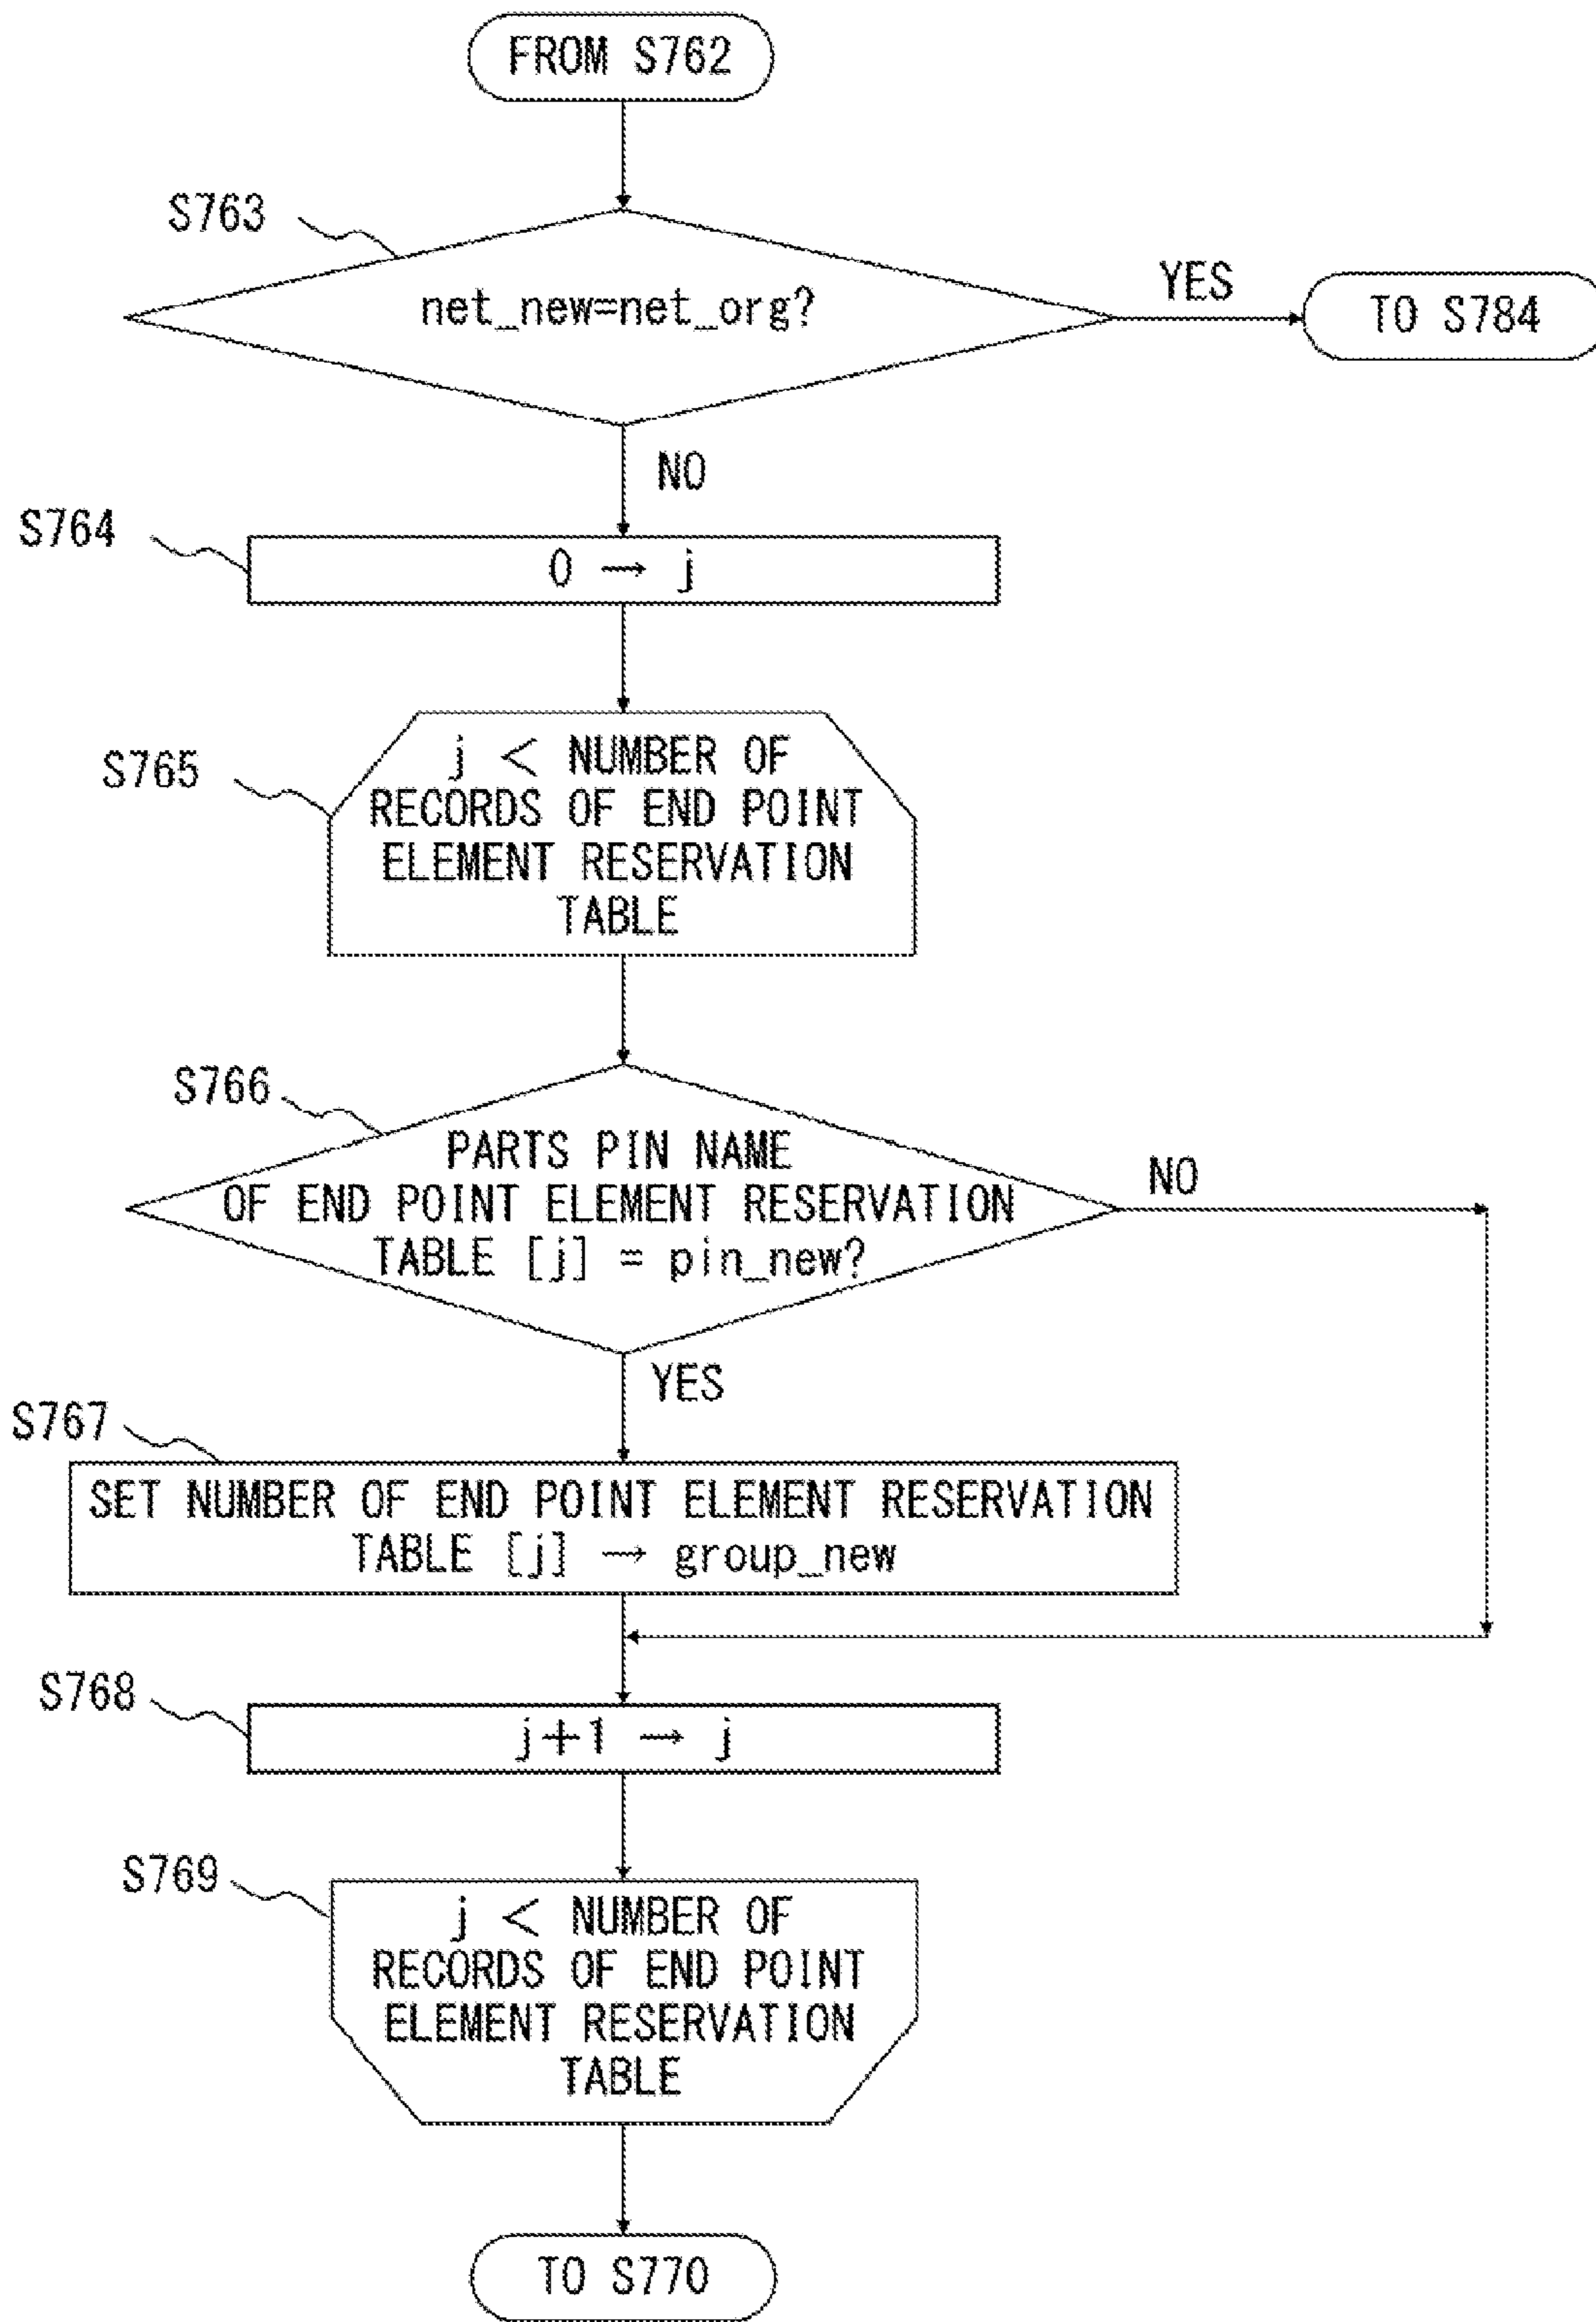 FROM S762
S763
net_new=net_org?
YES
TO S784
NO
S764
0 → j
S765
j < NUMBER OF
RECORDS OF END POINT
ELEMENT RESERVATION
TABLE
S766
PARTS PIN NAME
OF END POINT ELEMENT RESERVATION
TABLE [j] = pin_new?
NO
YES
S767
SET NUMBER OF END POINT ELEMENT RESERVATION
TABLE [j] → group_new
S768
j+1 → j
S769
j < NUMBER OF
RECORDS OF END POINT
ELEMENT RESERVATION
TABLE
TO S770